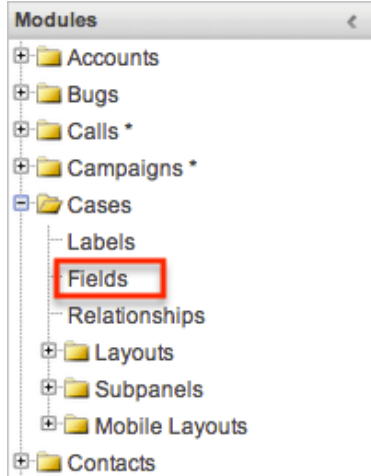 Modules
Accounts
Bugs
Calls *
Campaigns *
Cases
Labels
Fields
Relationships
Layouts
Subpanels
Mobile Layouts
Contacts